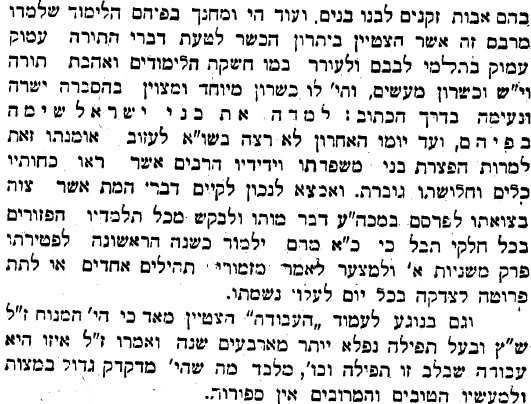 בהם אבות זקנים לבנו בנים. ועוד הי׳ ומחנך בפיהם הלימוד שלמדו
מרבם זה אשר הצטיין ביתרון הכשר לטעת דברי התורה עמוק
עמוק בתלמי לבבם ולעורר במו חשקת הלימודים ואהבת תורה
וי״ש וכשרון מעשים, והי׳ לו כשרון מיוחד ומצוין בהסברה ישרה
ונעימה בדרך הכתוב: למדה את בני ישראל שימה
בפיהם, ועד יומו האחרון לא רצה בשו״א לעזוב אומנתו זאת
למרות הפצרת בני משפחתו וידידיו הרבים אשר ראו כחותיו
כלים וחלושתו גוברת. ואמצא לנכון לקיים דברי המת אשר צוה
בצואתו לפרסם במכה״ע דבר מותו ולבקש מכל תלמדיו הפזורים
בכל חלקי תבל כי כ״א מהם ילמוד בשנה הראשונה לפטירתו
פרק משניות א׳ ולמצער לאמר מזמורי תהילים אחדים או לתת
פרוטה לצדקה בכל יום לעלוי נשמתו.
וגם בנוגע לעמוד „העבודה״ הצטיין מאד כי הי׳ המנוח ז״ל
ש״ץ ובעל תפילה נפלא יותר מארבעים שנה ואמרו ז״ל איזו היא
עבודה שבלב זו תפילה וכו׳, מלבד מה שהי׳ מדקדק גדול במצות
ולמעשיו הטובים והמרובים אין ספורות.